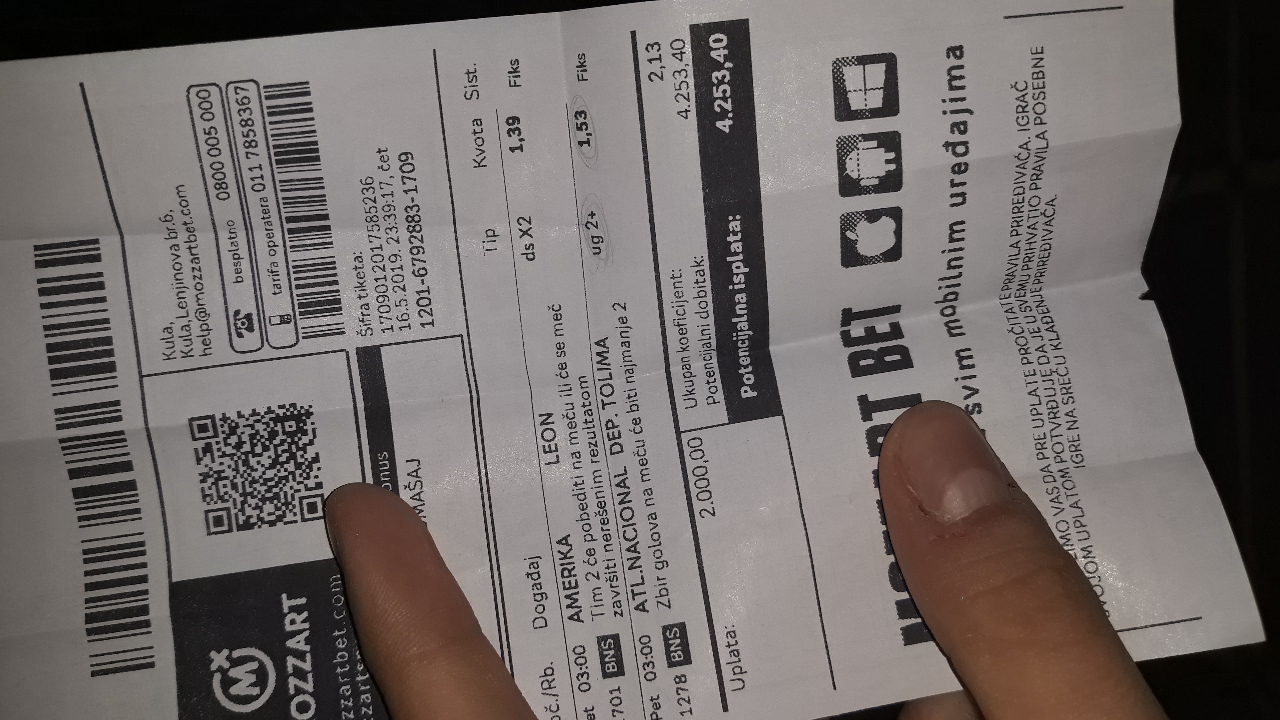 Kula,
Kula,Lenjinova br.6,
help@mozzartbet.com
besplatno 0800 005 000
tarifa operatera 011 7858367
MOZZART
Šifra tiketa:
1709012017585236
16.5.2019. 23:39:17, čet
1201-6792883-1709
Događaj Tip Kvota Sist.
03:00 AMERIKA LEON ds X2 1,39 Fiks
701 BNS Tim 2 će pobediti na meču ili će se meč
završiti nerešenim rezultatom
Pet 03:00 ATL.NACIONAL DEP. TOLIMA ug 2+ 1,53 Fiks
1278 BNS Zbir golova na meču će biti najmanje 2
Uplata: 2.000,00
Ukupan koeficijent: 2,13
Potencijalni dobitak: 4.253,40
Potencijalna isplata: 4.253,40
BET
svim mobilnim uređajima
VAS DA PRE UPLATE PROČITATE PRAVILA PRIREĐIVAČA. IGRAČ
UPLATOM POTVRĐUJE DA JE U SVEMU PRIHVATIO PRAVILA POSEBNE
IGRE NA SREĆU KLAĐENJE PRIREĐIVAČA.